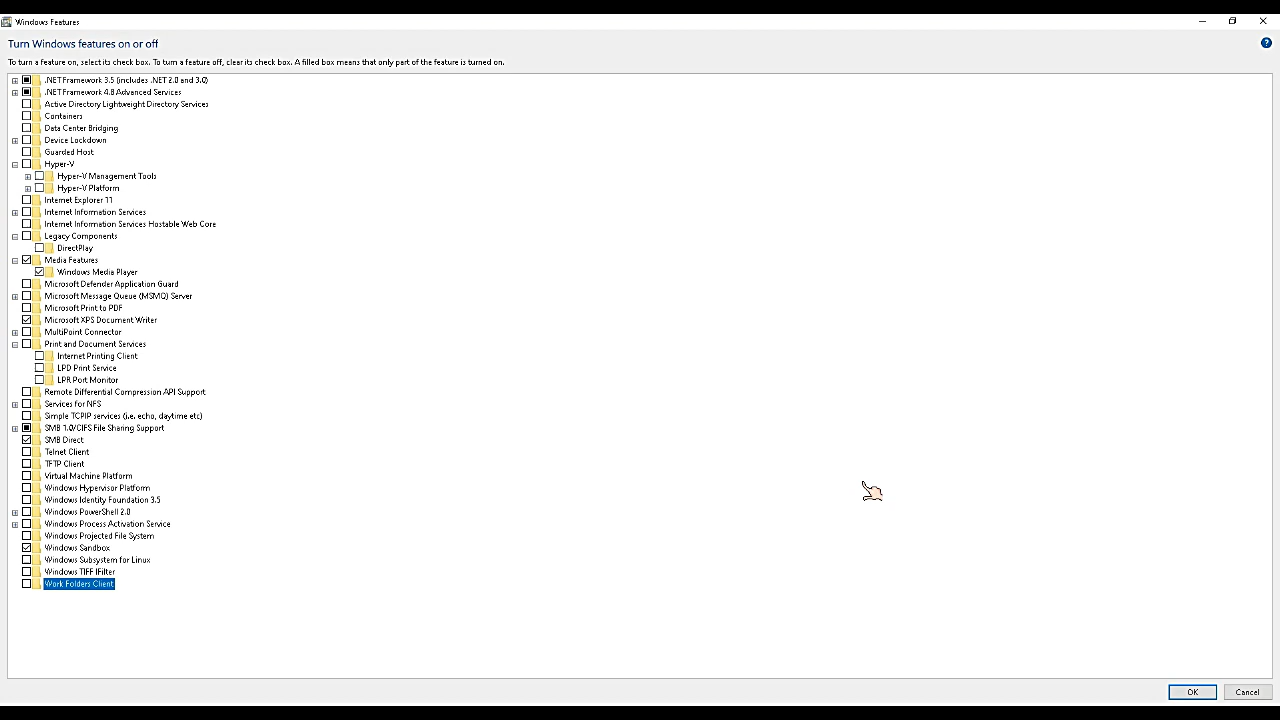 Windows Features
Turn Windows features on or off
To turn a feature on, select its check box. To turn a feature off, clear its check box. A filled box means that only part of the feature is turned on.
.NET Framework 3.5 (includes .NET 2.0 and 3.0)
.NET Framework 4.8 Advanced Services
Active Directory Lightweight Directory Services
Containers
Data Center Bridging
Device Lockdown
Guarded Host
Hyper-V
Hyper-V Management Tools
Hyper-V Platform
Internet Explorer 11
Internet Information Services
Internet Information Services Hostable Web Core
Legacy Components
DirectPlay
Media Features
Windows Media Player
Microsoft Defender Application Guard
Microsoft Message Queue (MSMQ) Server
Microsoft Print to PDF
Microsoft XPS Document Writer
MultiPoint Connector
Print and Document Services
Internet Printing Client
LPD Print Service
LPR Port Monitor
Remote Differential Compression API Support
Services for NFS
Simple TCPIP services (i.e. echo, daytime etc)
SMB 1.0/CIFS File Sharing Support
SMB Direct
Telnet Client
TFTP Client
Virtual Machine Platform
Windows Hypervisor Platform
Windows Identity Foundation 3.5
Windows PowerShell 2.0
Windows Process Activation Service
Windows Projected File System
Windows Sandbox
Windows Subsystem for Linux
Windows TIFF IFilter
Work Folders Client
OK Cancel